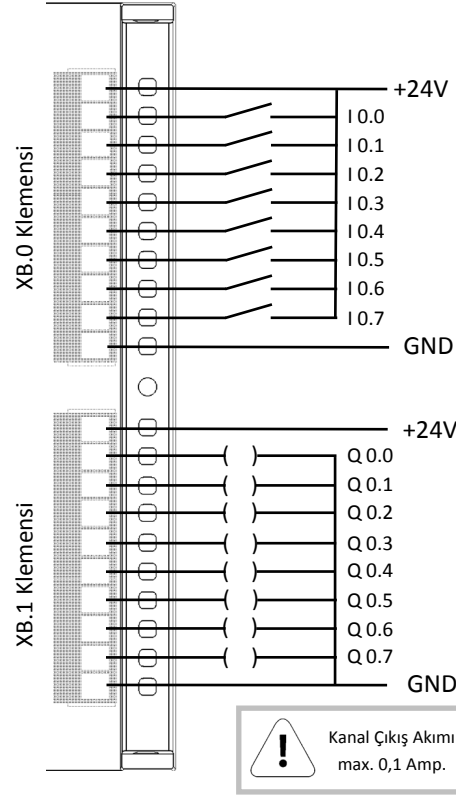 XB.0 Klemensi
+24V
I 0.0
I 0.1
I 0.2
I 0.3
I 0.4
I 0.5
I 0.6
I 0.7
GND
XB.1 Klemensi
+24V
Q 0.0
Q 0.1
Q 0.2
Q 0.3
Q 0.4
Q 0.5
Q 0.6
Q 0.7
GND
!
Kanal Çıkış Akımı
max. 0,1 Amp.